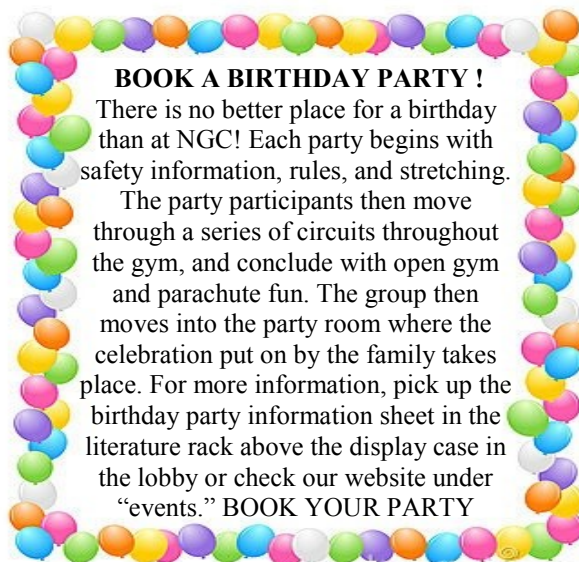 BOOK A BIRTHDAY PARTY !
There is no better place for a birthday
than at NGC! Each party begins with
safety information, rules, and stretching.
The party participants then move
through a series of circuits throughout
the gym, and conclude with open gym
and parachute fun. The group then
moves into the party room where the
celebration put on by the family takes
place. For more information, pick up the
birthday party information sheet in the
literature rack above the display case in
the lobby or check our website under
“events.” BOOK YOUR PARTY